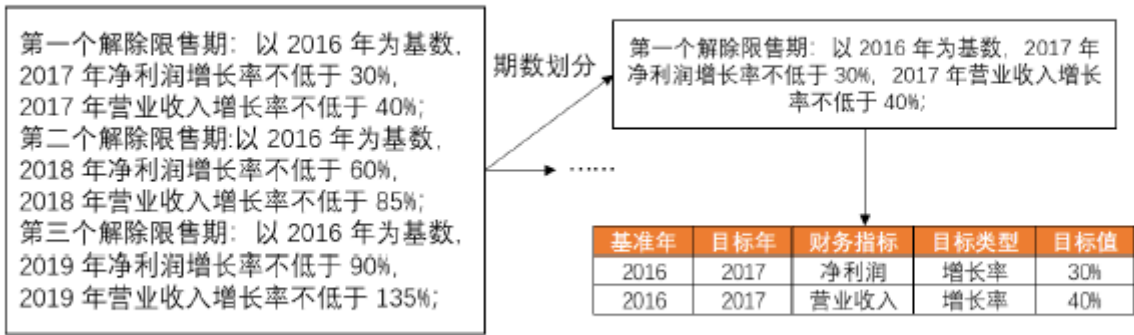 第一个解除限售期：以 2016 年为基数，
2017 年净利润增长率不低于 30%，
2017 年营业收入增长率不低于 40%；
第二个解除限售期:以 2016 年为基数，
2018 年净利润增长率不低于 60%，
2018 年营业收入增长率不低于 85%；
第三个解除限售期：以 2016 年为基数，
2019 年净利润增长率不低于 90%，
2019 年营业收入增长率不低于 135%；
期数划分
……
第一个解除限售期：以 2016 年为基数，2017 年
净利润增长率不低于 30%，2017 年营业收入增长
率不低于 40%；
基准年 目标年 财务指标 目标类型 目标值
2016 2017 净利润 增长率 30%
2016 2017 营业收入 增长率 40%